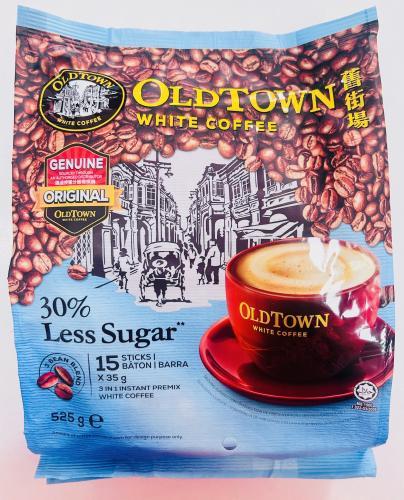 OLDTOWN
WHITE COFFEE
OLDTOWN
WHITE COFFEE
舊街場
GENUINE
ORIGINAL
OLDTOWN
WHITE COFFEE
30%
Less Sugar**
3 BEAN BLEND
15 STICKS |
BÂTON | BARRA
X 35 g
3 IN 1 INSTANT PREMIX
WHITE COFFEE
525 g e
OLDTOWN
WHITE COFFEE